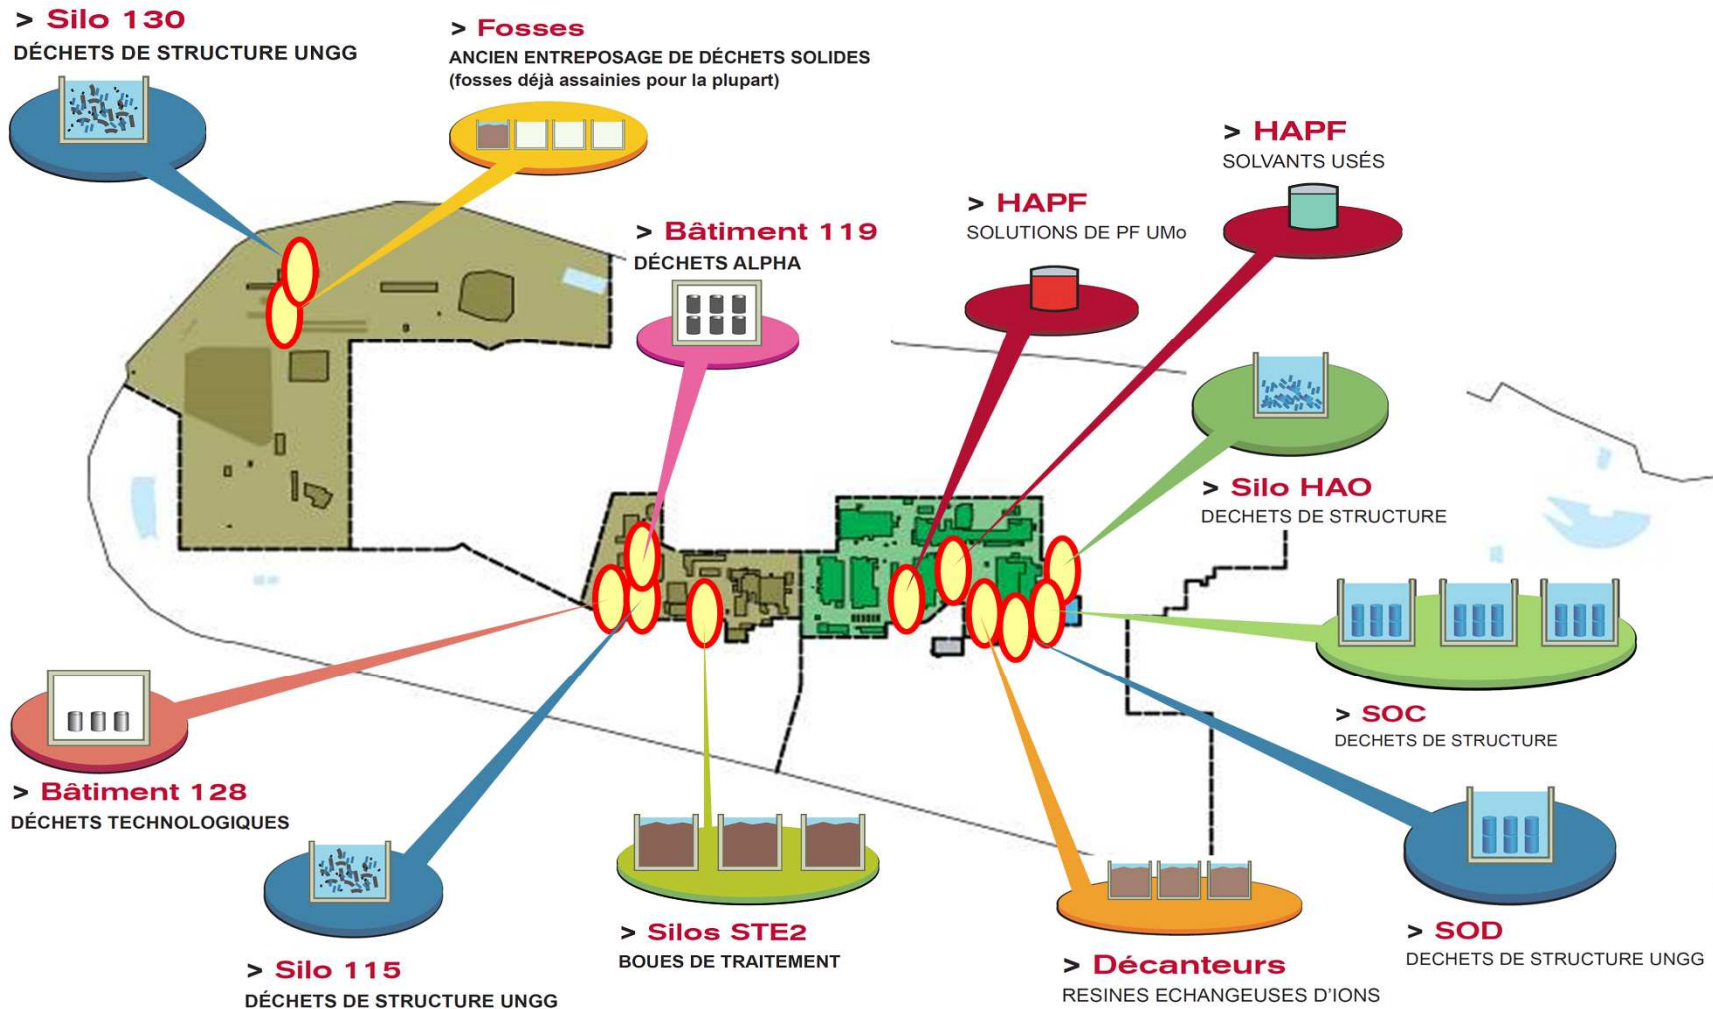 > Silo 130
DÉCHETS DE STRUCTURE UNGG
> Fosses
ANCIEN ENTREPOSAGE DE DÉCHETS SOLIDES
(fosses déjà assainies pour la plupart)
> HAPF
SOLVANTS USÉS
> HAPF
SOLUTIONS DE PF UMo
> Bâtiment 119
DÉCHETS ALPHA
> Silo HAO
DECHETS DE STRUCTURE
> SOC
DECHETS DE STRUCTURE
> Bâtiment 128
DÉCHETS TECHNOLOGIQUES
> Silo 115
DÉCHETS DE STRUCTURE UNGG
> Silos STE2
BOUES DE TRAITEMENT
> Décanteurs
RESINES ECHANGEUSES D'IONS
> SOD
DECHETS DE STRUCTURE UNGG